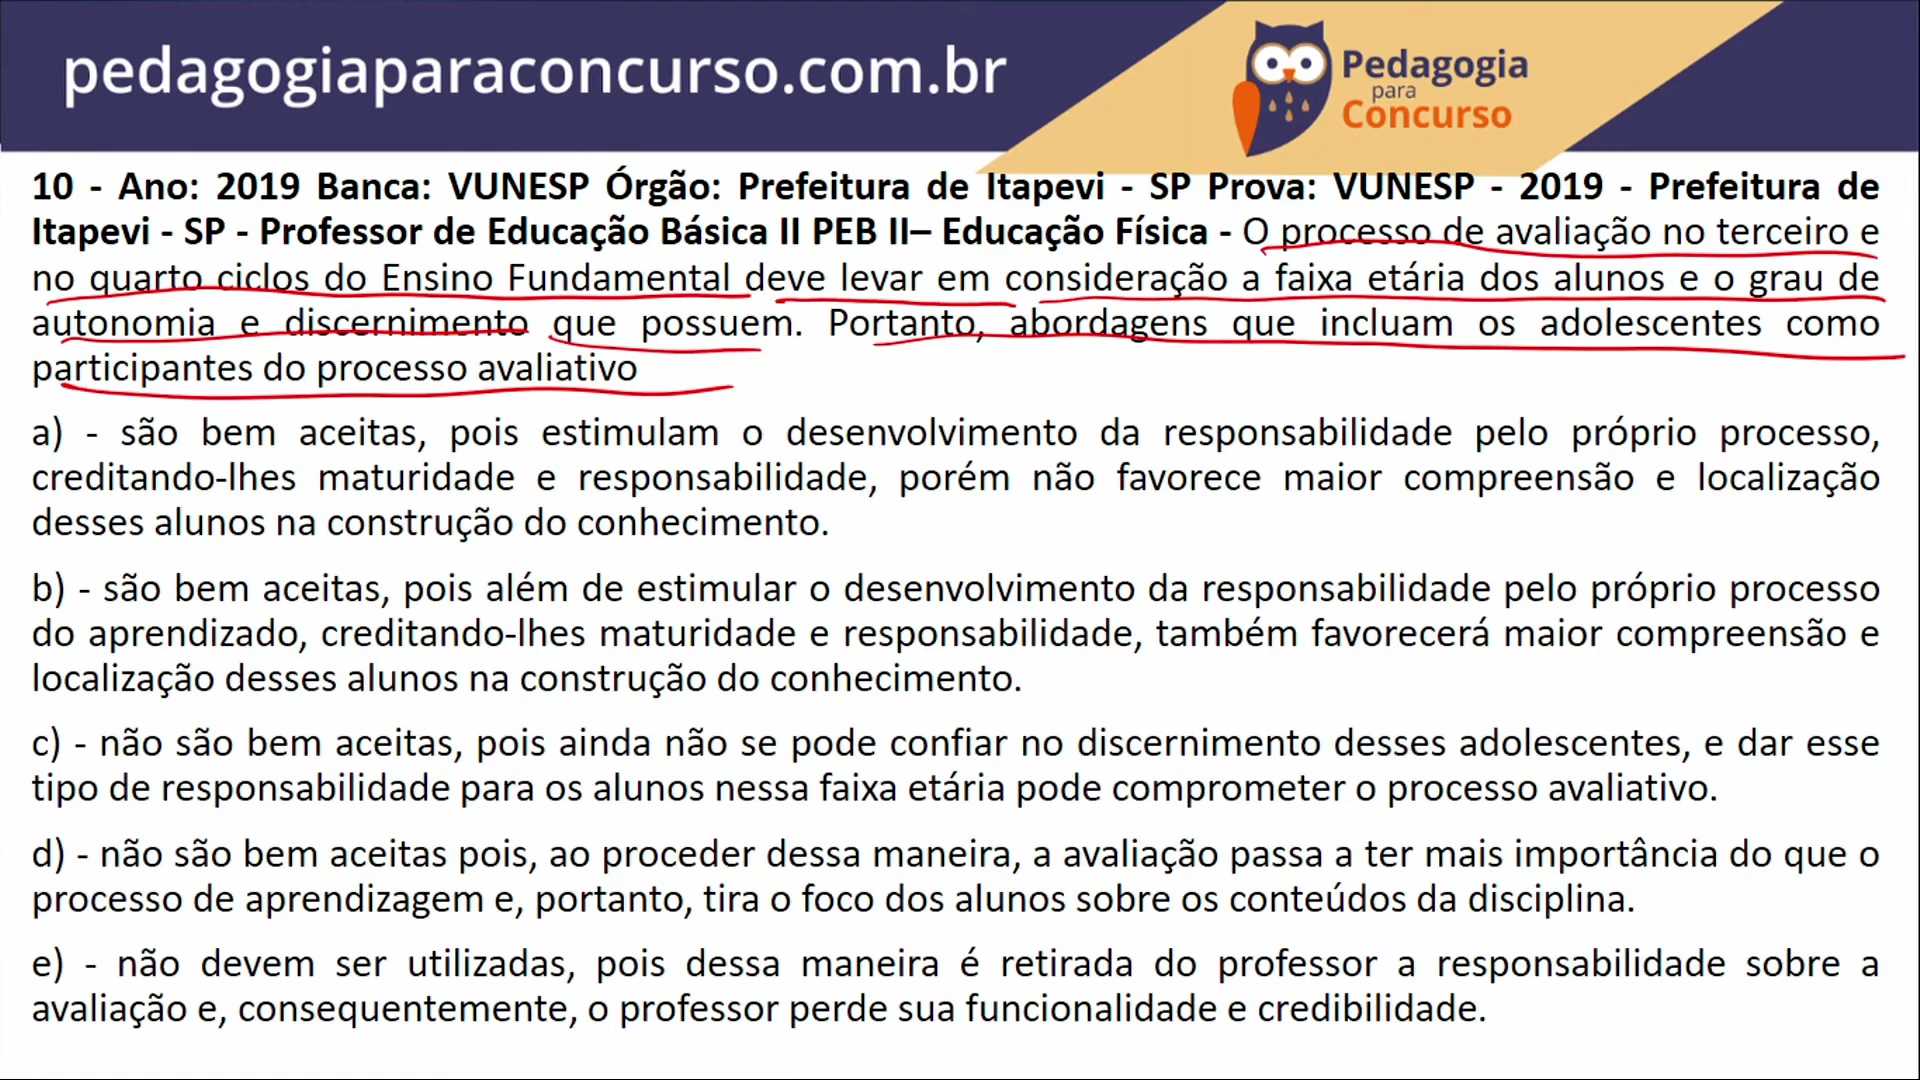 pedagogiaparaconcurso.com.br
Pedagogia
para
Concurso
10 - Ano: 2019 Banca: VUNESP Órgão: Prefeitura de Itapevi - SP Prova: VUNESP - 2019 - Prefeitura de
Itapevi - SP - Professor de Educação Básica II PEB II– Educação Física - O processo de avaliação no terceiro e
no quarto ciclos do Ensino Fundamental deve levar em consideração a faixa etária dos alunos e o grau de
autonomia e discernimento que possuem. Portanto, abordagens que incluam os adolescentes como
participantes do processo avaliativo
a) - são bem aceitas, pois estimulam o desenvolvimento da responsabilidade pelo próprio processo,
creditando-lhes maturidade e responsabilidade, porém não favorece maior compreensão e localização
desses alunos na construção do conhecimento.
b) - são bem aceitas, pois além de estimular o desenvolvimento da responsabilidade pelo próprio processo
do aprendizado, creditando-lhes maturidade e responsabilidade, também favorecerá maior compreensão e
localização desses alunos na construção do conhecimento.
c) - não são bem aceitas, pois ainda não se pode confiar no discernimento desses adolescentes, e dar esse
tipo de responsabilidade para os alunos nessa faixa etária pode comprometer o processo avaliativo.
d) - não são bem aceitas pois, ao proceder dessa maneira, a avaliação passa a ter mais importância do que o
processo de aprendizagem e, portanto, tira o foco dos alunos sobre os conteúdos da disciplina.
e) - não devem ser utilizadas, pois dessa maneira é retirada do professor a responsabilidade sobre a
avaliação e, consequentemente, o professor perde sua funcionalidade e credibilidade.